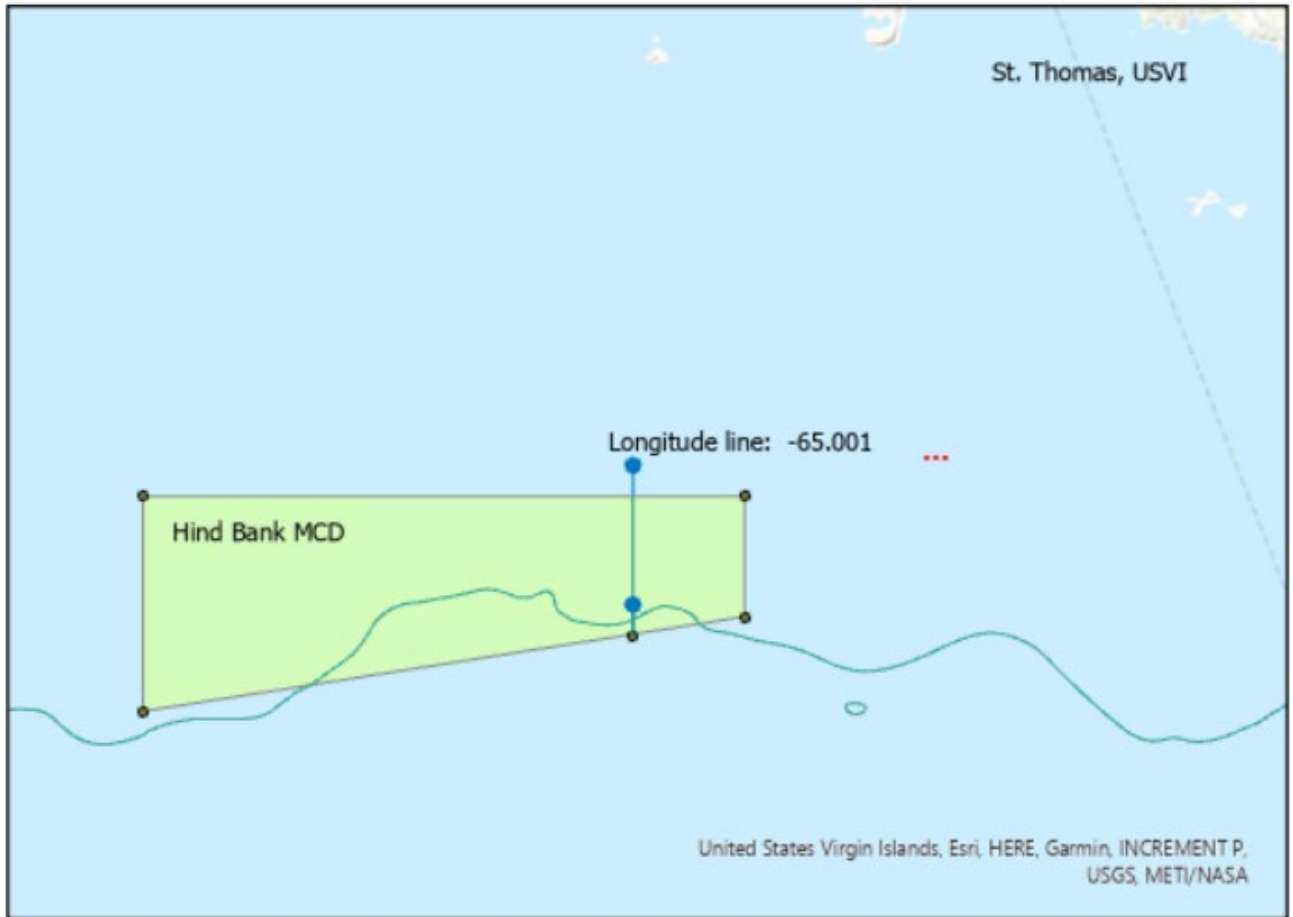 St. Thomas, USVI
Longitude line: -65.001
Hind Bank MCD
United States Virgin Islands, Esri, HERE, Garmin, INCREMENT P,
USGS, METI/NASA